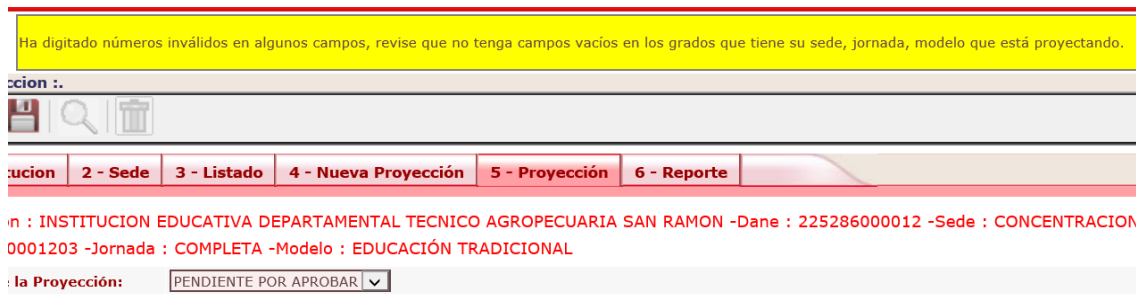 Ha digitado números inválidos en algunos campos, revise que no tenga campos vacíos en los grados que tiene su sede, jornada, modelo que está proyectando.
ccion :.
tucion 2 - Sede 3 - Listado 4 - Nueva Proyección 5 - Proyección 6 - Reporte
on : INSTITUCION EDUCATIVA DEPARTAMENTAL TECNICO AGROPECUARIA SAN RAMON -Dane : 225286000012 -Sede : CONCENTRACION
0001203 -Jornada : COMPLETA -Modelo : EDUCACIÓN TRADICIONAL
la Proyección: PENDIENTE POR APROBAR